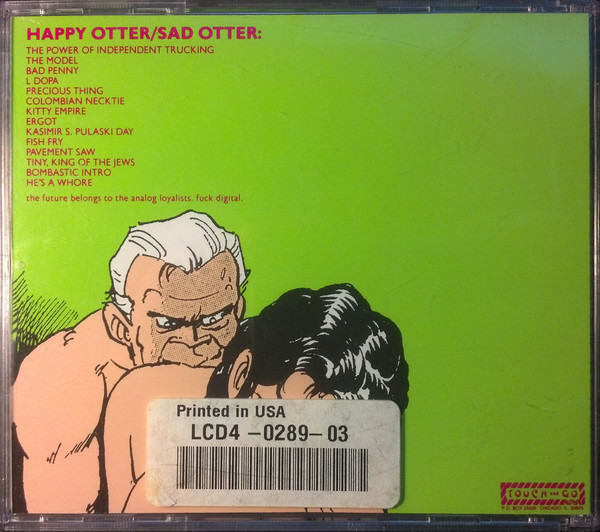 HAPPY OTTER/SAD OTTER:
THE POWER OF INDEPENDENT TRUCKING
THE MODEL
BAD PENNY
L DOPA
PRECIOUS THING
COLOMBIAN NECKTIE
KITTY EMPIRE
ERGOT
KASIMIR S. PULASKI DAY
FISH FRY
PAVEMENT SAW
TINY, KING OF THE JEWS
BOMBASTIC INTRO
HE'S A WHORE
the future belongs to the analog loyalists. fuck digital.
Printed in USA
LCD4 -0289- 03
TOUCH AND GO
CHICAGO IL